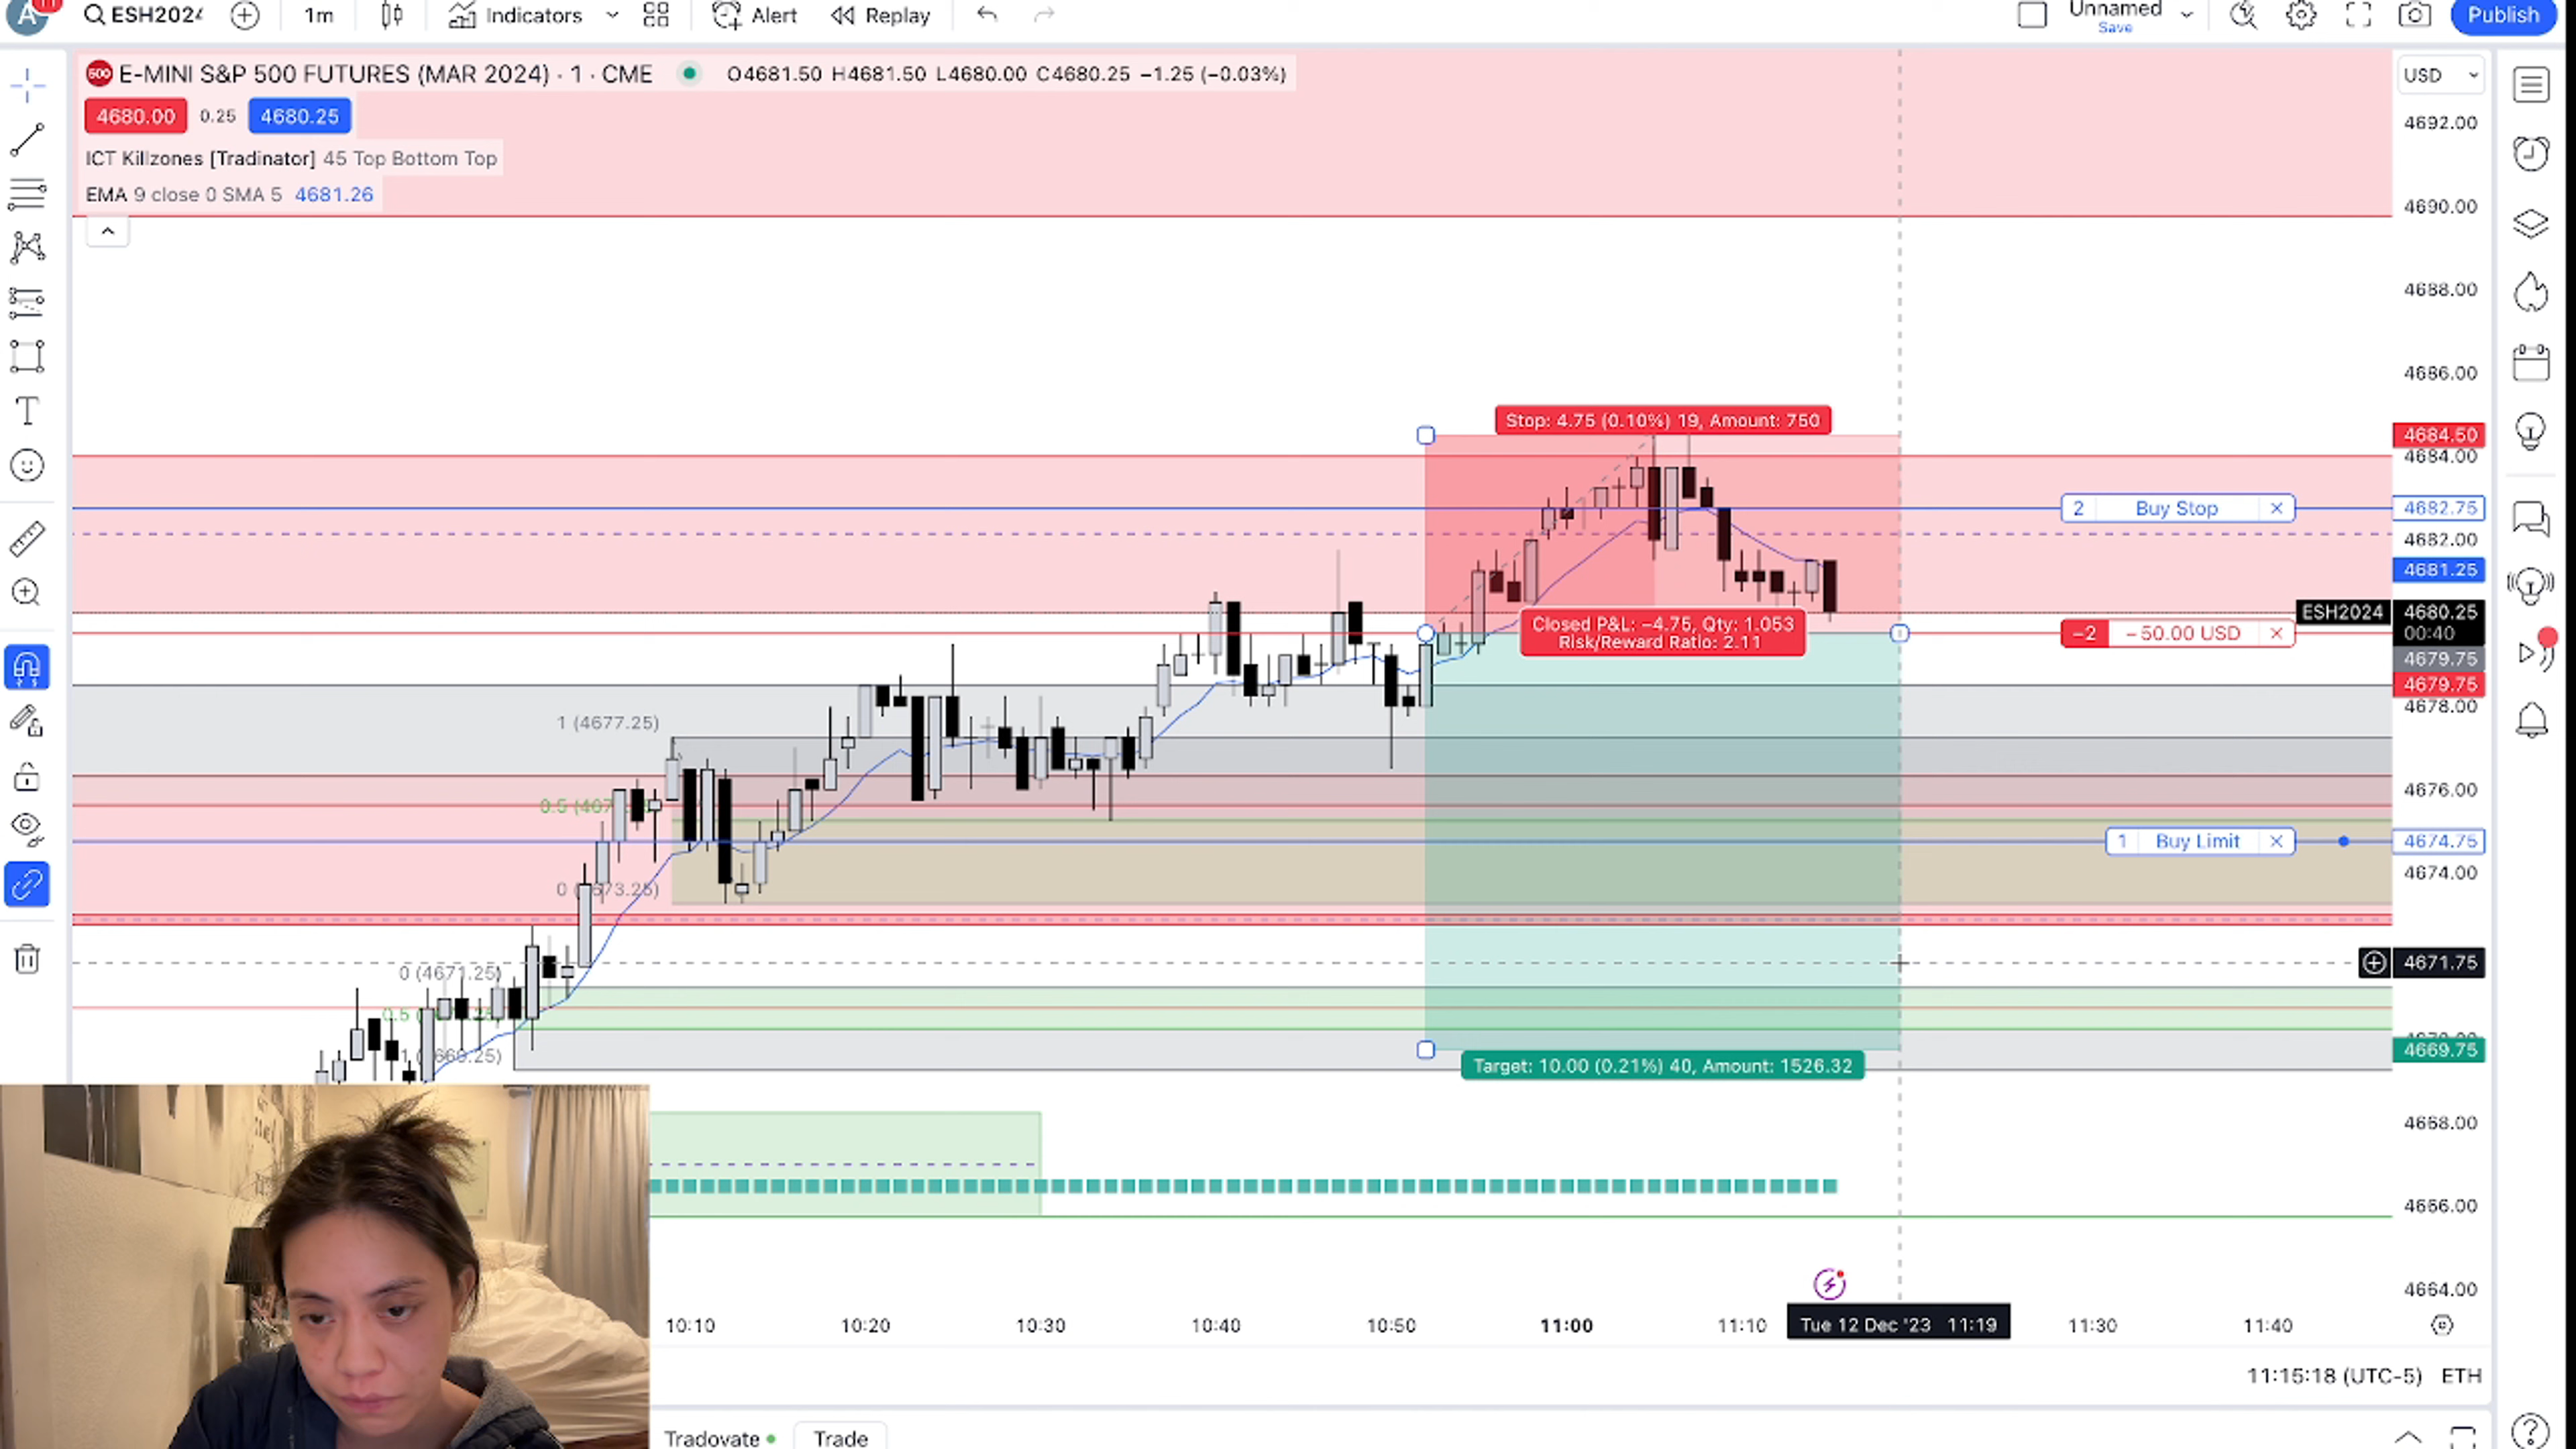 A 11 ESH2024 1m Indicators Alert Replay Unnamed Save Publish
500 E-MINI S&P 500 FUTURES (MAR 2024) · 1 · CME O4681.50 H4681.50 L4680.00 C4680.25 −1.25 (−0.03%)
USD
4680.00 0.25 4680.25
ICT Killzones [Tradinator] 45 Top Bottom Top
EMA 9 close 0 SMA 5 4681.26
4692.00
4690.00
4688.00
4686.00
Stop: 4.75 (0.10%) 19, Amount: 750
4684.50
4684.00
2 Buy Stop 4682.75
4682.00
4681.25
ESH2024 4680.25
00:40
Closed P&L: −4.75, Qty: 1.053
Risk/Reward Ratio: 2.11
−2 −50.00 USD
4679.75
4679.75
4678.00
1 (4677.25)
4676.00
1 Buy Limit 4674.75
4674.00
4671.75
0 (4671.25)
4669.75
Target: 10.00 (0.21%) 40, Amount: 1526.32
4668.00
4666.00
4664.00
10:10 10:20 10:30 10:40 10:50 11:00 11:10 Tue 12 Dec '23 11:19 11:30 11:40
11:15:18 (UTC-5) ETH
Tradovate Trade